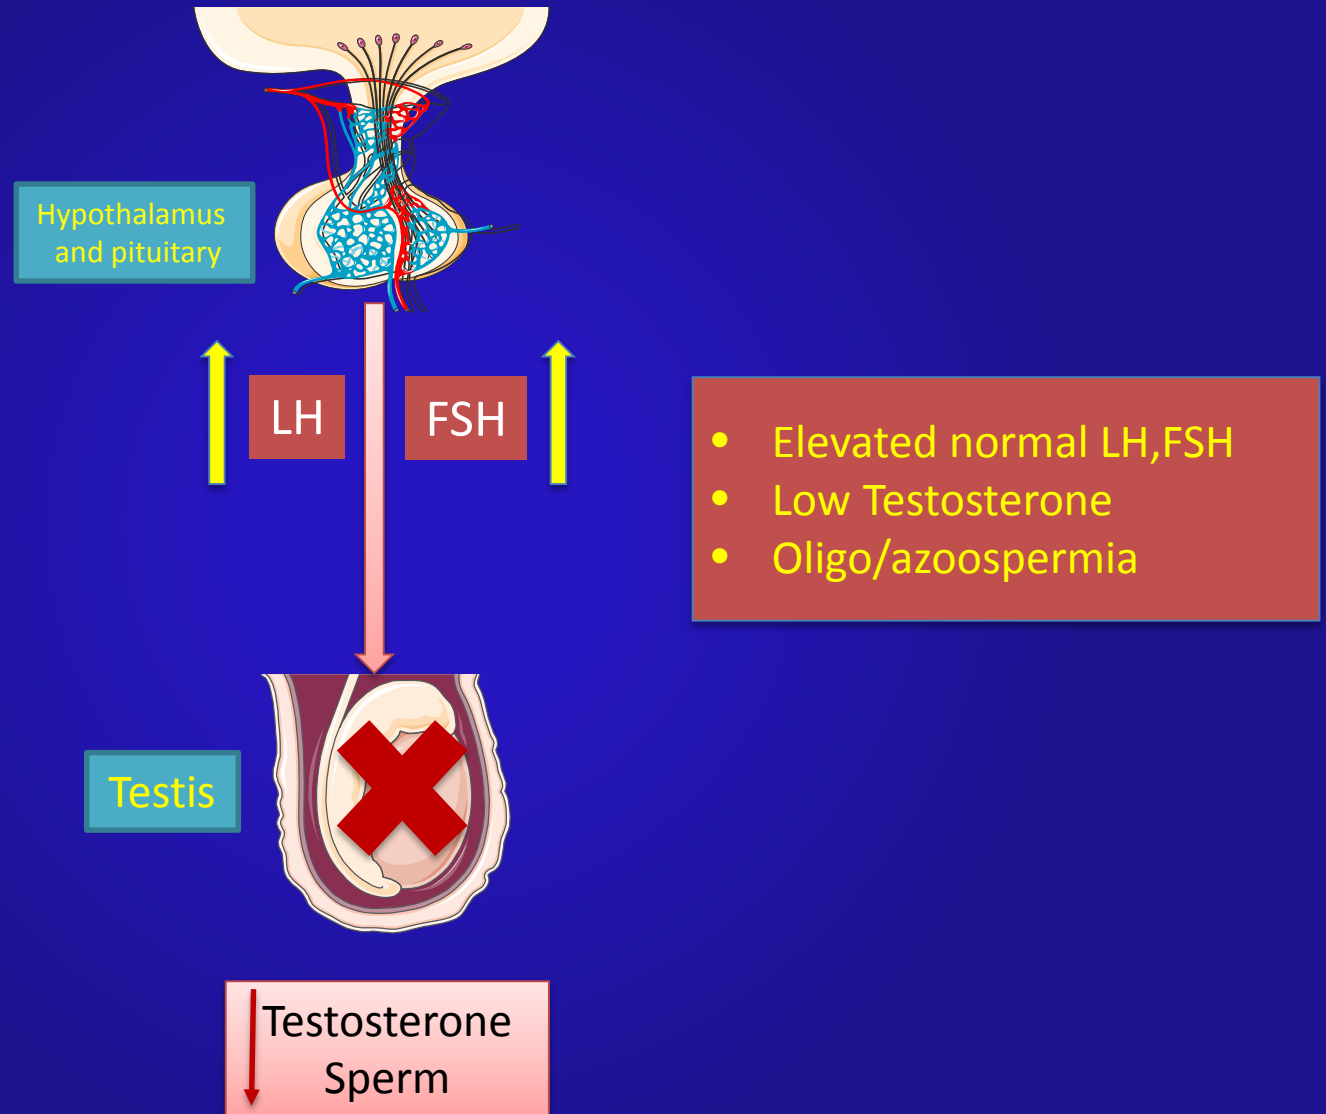 Hypothalamus
and pituitary
LH
FSH
• Elevated normal LH,FSH
• Low Testosterone
• Oligo/azoospermia
Testis
Testosterone
Sperm